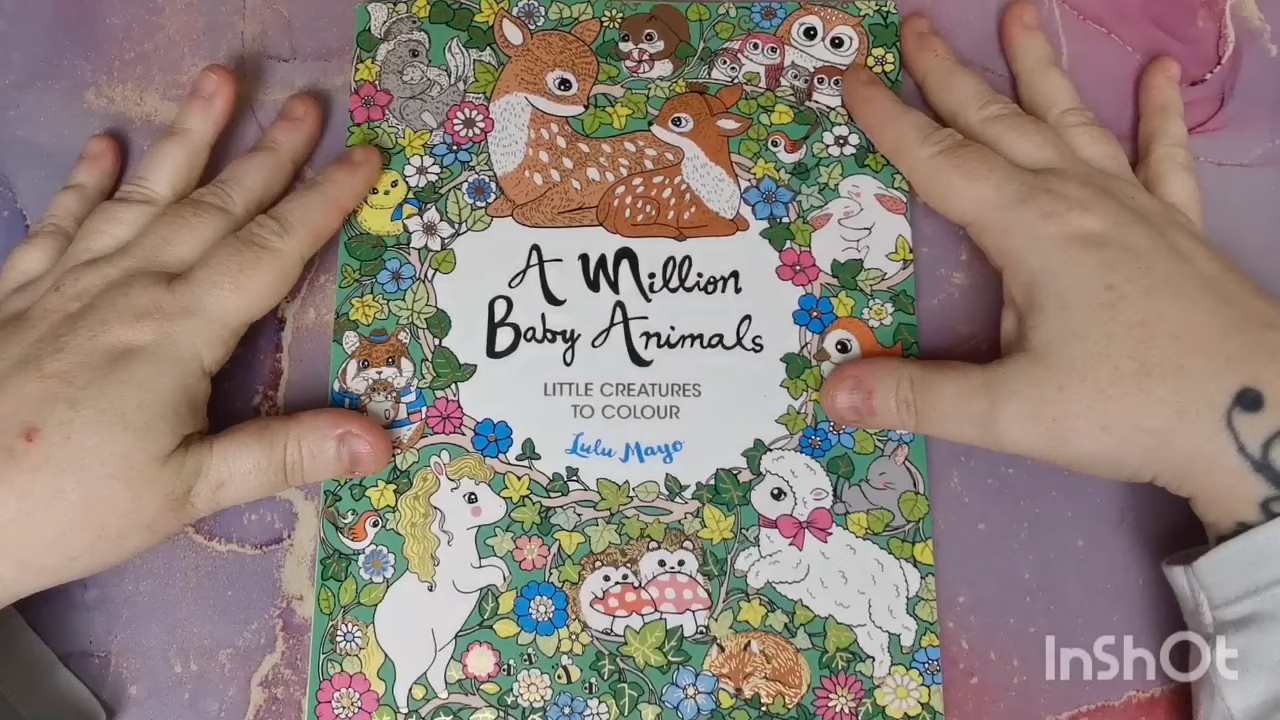 A Million
Baby Animals
LITTLE CREATURES
TO COLOUR
Lulu Mayo
InShOt